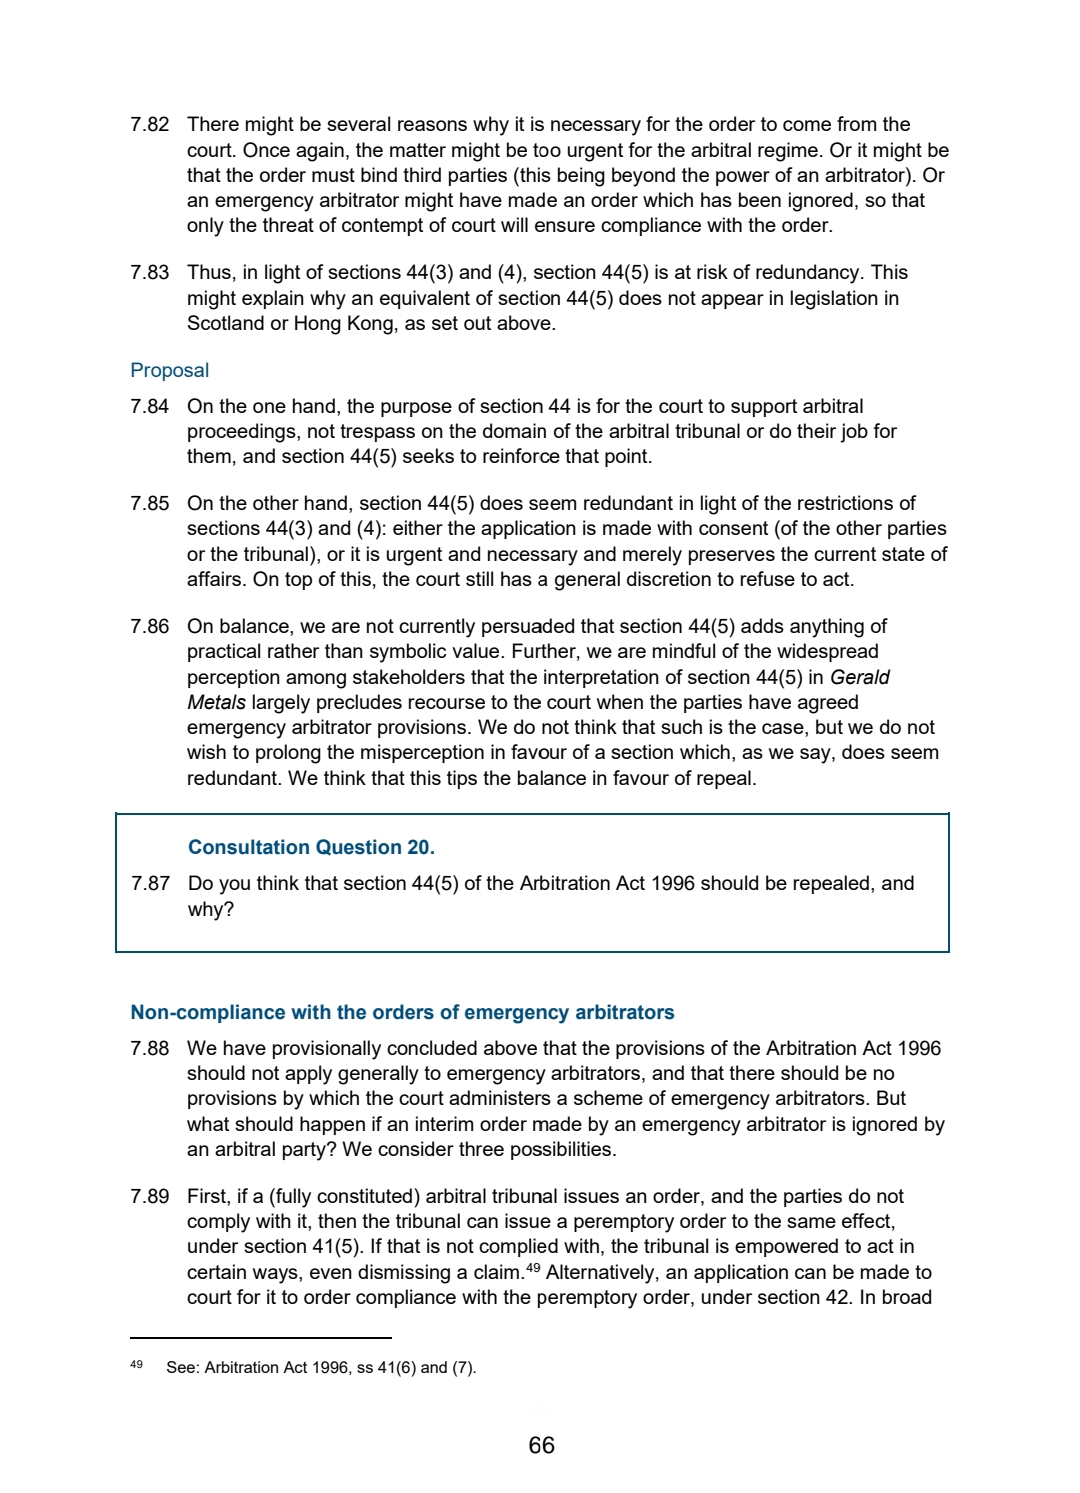 7.82 There might be several reasons why it is necessary for the order to come from the
court. Once again, the matter might be too urgent for the arbitral regime. Or it might be
that the order must bind third parties (this being beyond the power of an arbitrator). Or
an emergency arbitrator might have made an order which has been ignored, so that
only the threat of contempt of court will ensure compliance with the order.
7.83 Thus, in light of sections 44(3) and (4), section 44(5) is at risk of redundancy. This
might explain why an equivalent of section 44(5) does not appear in legislation in
Scotland or Hong Kong, as set out above.
Proposal
7.84 On the one hand, the purpose of section 44 is for the court to support arbitral
proceedings, not trespass on the domain of the arbitral tribunal or do their job for
them, and section 44(5) seeks to reinforce that point.
7.85 On the other hand, section 44(5) does seem redundant in light of the restrictions of
sections 44(3) and (4): either the application is made with consent (of the other parties
or the tribunal), or it is urgent and necessary and merely preserves the current state of
affairs. On top of this, the court still has a general discretion to refuse to act.
7.86 On balance, we are not currently persuaded that section 44(5) adds anything of
practical rather than symbolic value. Further, we are mindful of the widespread
perception among stakeholders that the interpretation of section 44(5) in Gerald
Metals largely precludes recourse to the court when the parties have agreed
emergency arbitrator provisions. We do not think that such is the case, but we do not
wish to prolong the misperception in favour of a section which, as we say, does seem
redundant. We think that this tips the balance in favour of repeal.
Consultation Question 20.
7.87 Do you think that section 44(5) of the Arbitration Act 1996 should be repealed, and
why?
Non-compliance with the orders of emergency arbitrators
7.88 We have provisionally concluded above that the provisions of the Arbitration Act 1996
should not apply generally to emergency arbitrators, and that there should be no
provisions by which the court administers a scheme of emergency arbitrators. But
what should happen if an interim order made by an emergency arbitrator is ignored by
an arbitral party? We consider three possibilities.
7.89 First, if a (fully constituted) arbitral tribunal issues an order, and the parties do not
comply with it, then the tribunal can issue a peremptory order to the same effect,
under section 41(5). If that is not complied with, the tribunal is empowered to act in
certain ways, even dismissing a claim.49 Alternatively, an application can be made to
court for it to order compliance with the peremptory order, under section 42. In broad
49 See: Arbitration Act 1996, ss 41(6) and (7).
66